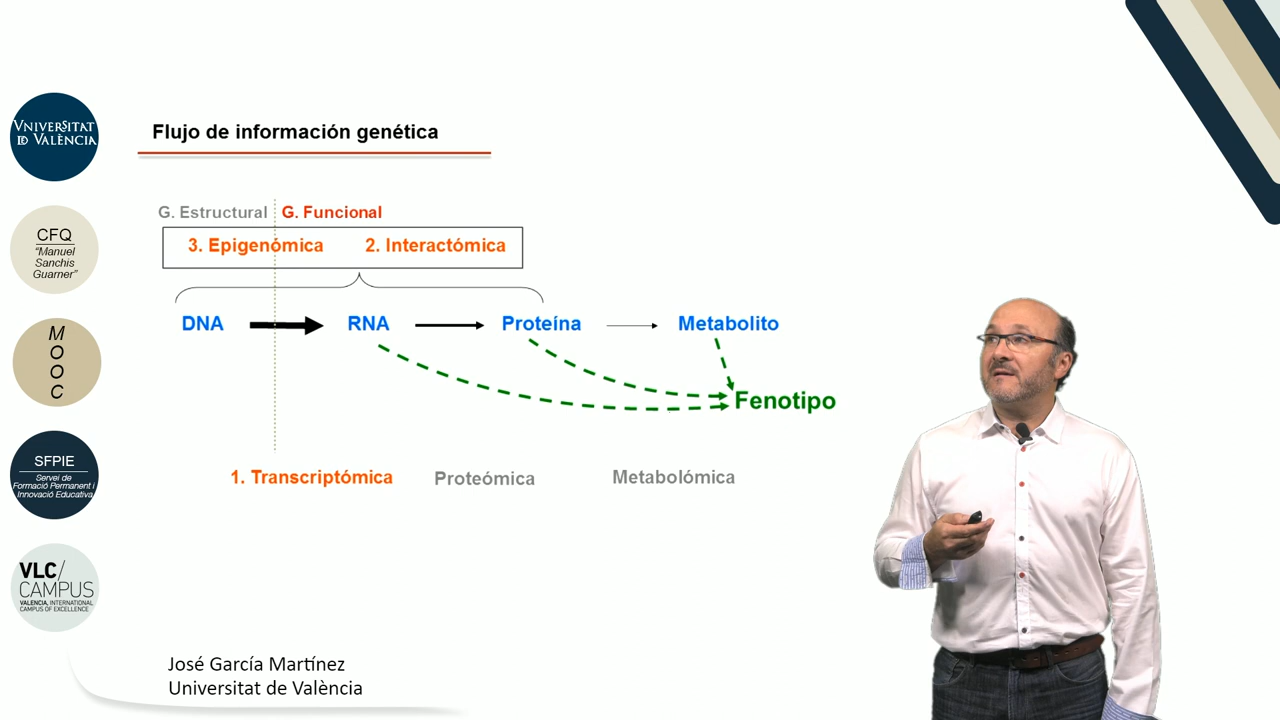 VNIVERSITAT
ID VALÈNCIA
CFQ
"Manuel
Sanchis
Guarner"
M
O
O
C
SFPIE
Servei de
Formació Permanent i
Innovació Educativa
VLC/
CAMPUS
VALENCIA, INTERNATIONAL
CAMPUS OF EXCELLENCE
Flujo de información genética
G. Estructural G. Funcional
3. Epigenómica 2. Interactómica
DNA RNA Proteína Metabolito
Fenotipo
1. Transcriptómica Proteómica Metabolómica
José García Martínez
Universitat de València